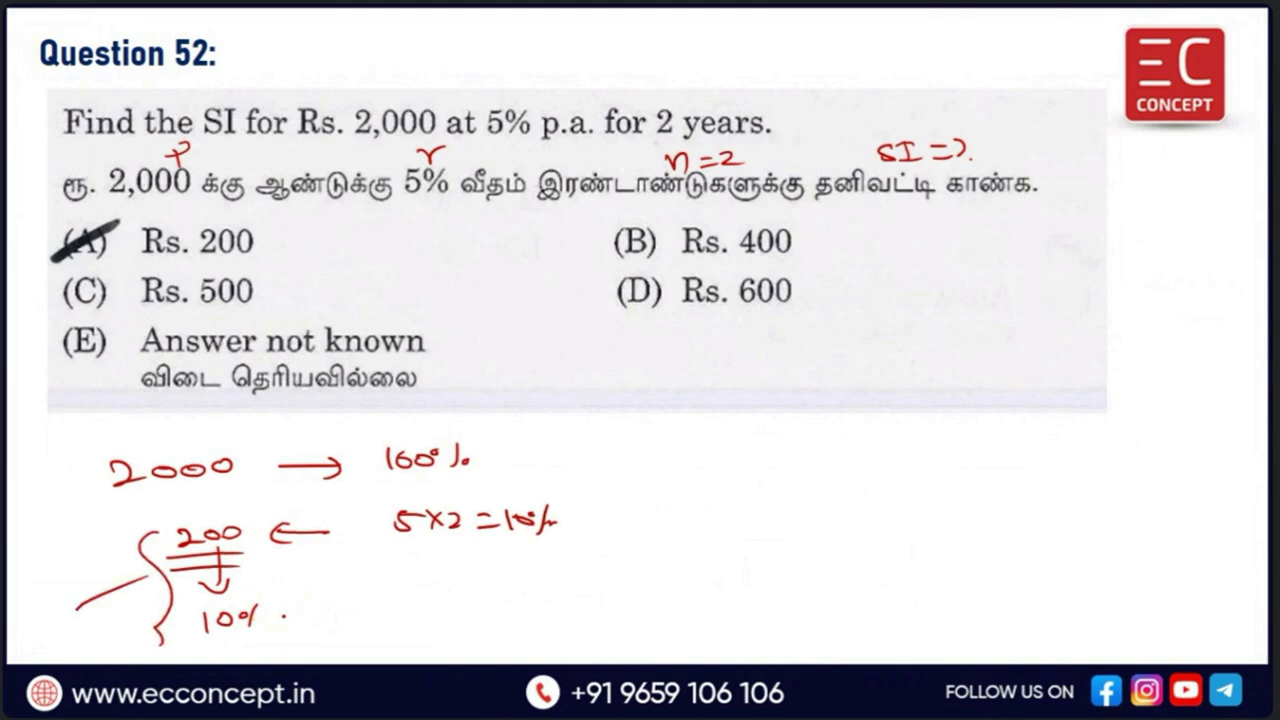 Question 52:
EC
CONCEPT
Find the SI for Rs. 2,000 at 5% p.a. for 2 years.
P r n=2 SI=?
ரூ. 2,000 க்கு ஆண்டுக்கு 5% வீதம் இரண்டாண்டுகளுக்கு தனிவட்டி காண்க.
(A) Rs. 200 (B) Rs. 400
(C) Rs. 500 (D) Rs. 600
(E) Answer not known
விடை தெரியவில்லை
2000 → 100%
200 ← 5×2=10%
10%.
www.ecconcept.in +91 9659 106 106 FOLLOW US ON